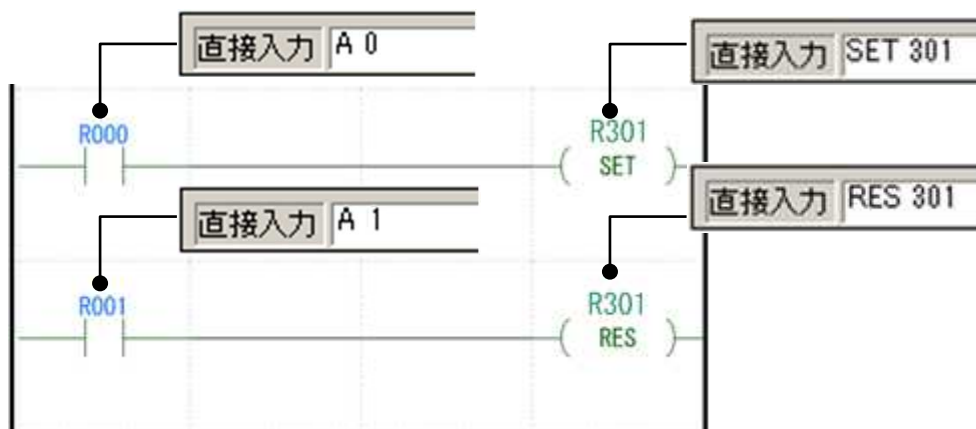 直接入力 A 0
直接入力 SET 301
R000
R301
SET
直接入力 A 1
直接入力 RES 301
R001
R301
RES